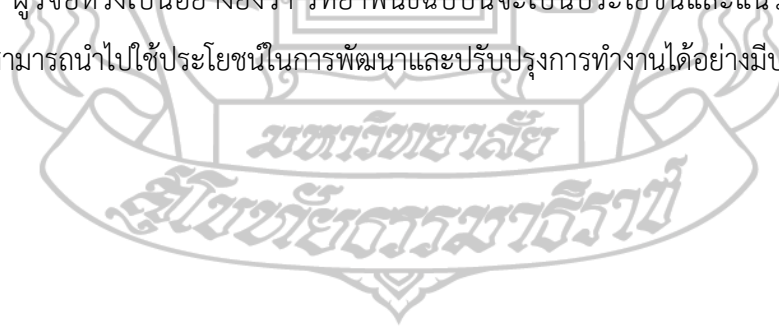 ผู้วิจัยหวังเป็นอย่างยิ่งว่า วิทยานิพนธ์ฉบับนี้จะเป็นประโยชน์และแนว
สามารถนำไปใช้ประโยชน์ในการพัฒนาและปรับปรุงการทำงานได้อย่างมีป
มหาวิทยาลัย
สุโขทัยธรรมาธิราช